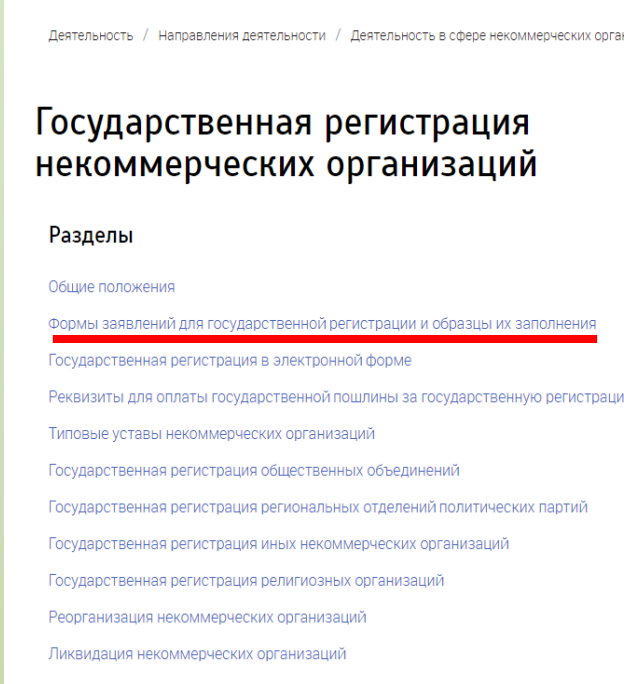 Деятельность / Направления деятельности / Деятельность в сфере некоммерческих
Государственная регистрация
некоммерческих организаций
Разделы
Общие положения
Формы заявлений для государственной регистрации и образцы их заполнения
Государственная регистрация в электронной форме
Реквизиты для оплаты государственной пошлины за государственную регистраци
Типовые уставы некоммерческих организаций
Государственная регистрация общественных объединений
Государственная регистрация региональных отделений политических партий
Государственная регистрация иных некоммерческих организаций
Государственная регистрация религиозных организаций
Реорганизация некоммерческих организаций
Ликвидация некоммерческих организаций